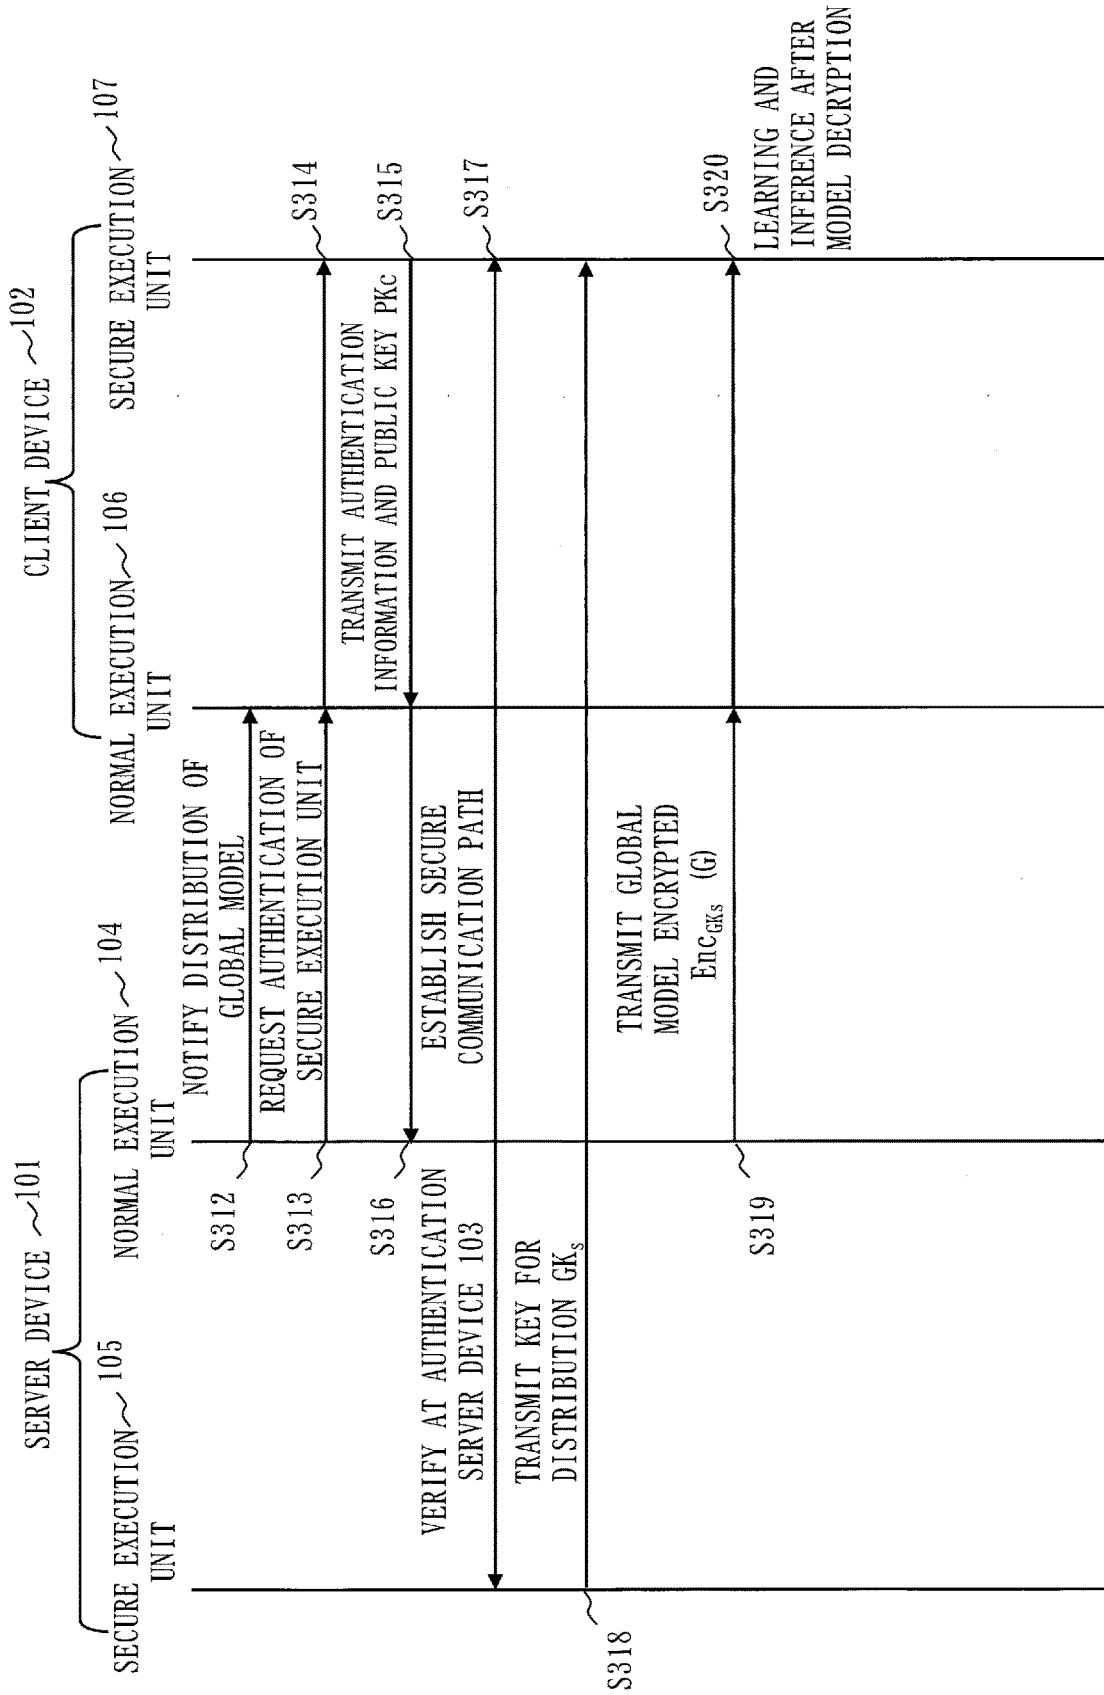 SERVER DEVICE 101
CLIENT DEVICE 102
SECURE EXECUTION 105
UNIT
NORMAL EXECUTION 104
UNIT
NORMAL EXECUTION 106
UNIT
SECURE EXECUTION 107
UNIT
NOTIFY DISTRIBUTION OF
GLOBAL MODEL
S312
REQUEST AUTHENTICATION OF
SECURE EXECUTION UNIT
S313
S314
TRANSMIT AUTHENTICATION
INFORMATION AND PUBLIC KEY PKc
S315
S316
VERIFY AT AUTHENTICATION
SERVER DEVICE 103
ESTABLISH SECURE
COMMUNICATION PATH
S317
TRANSMIT KEY FOR
DISTRIBUTION GKs
S318
TRANSMIT GLOBAL
MODEL ENCRYPTED
EncGKs (G)
S319
S320
LEARNING AND
INFERENCE AFTER
MODEL DECRYPTION